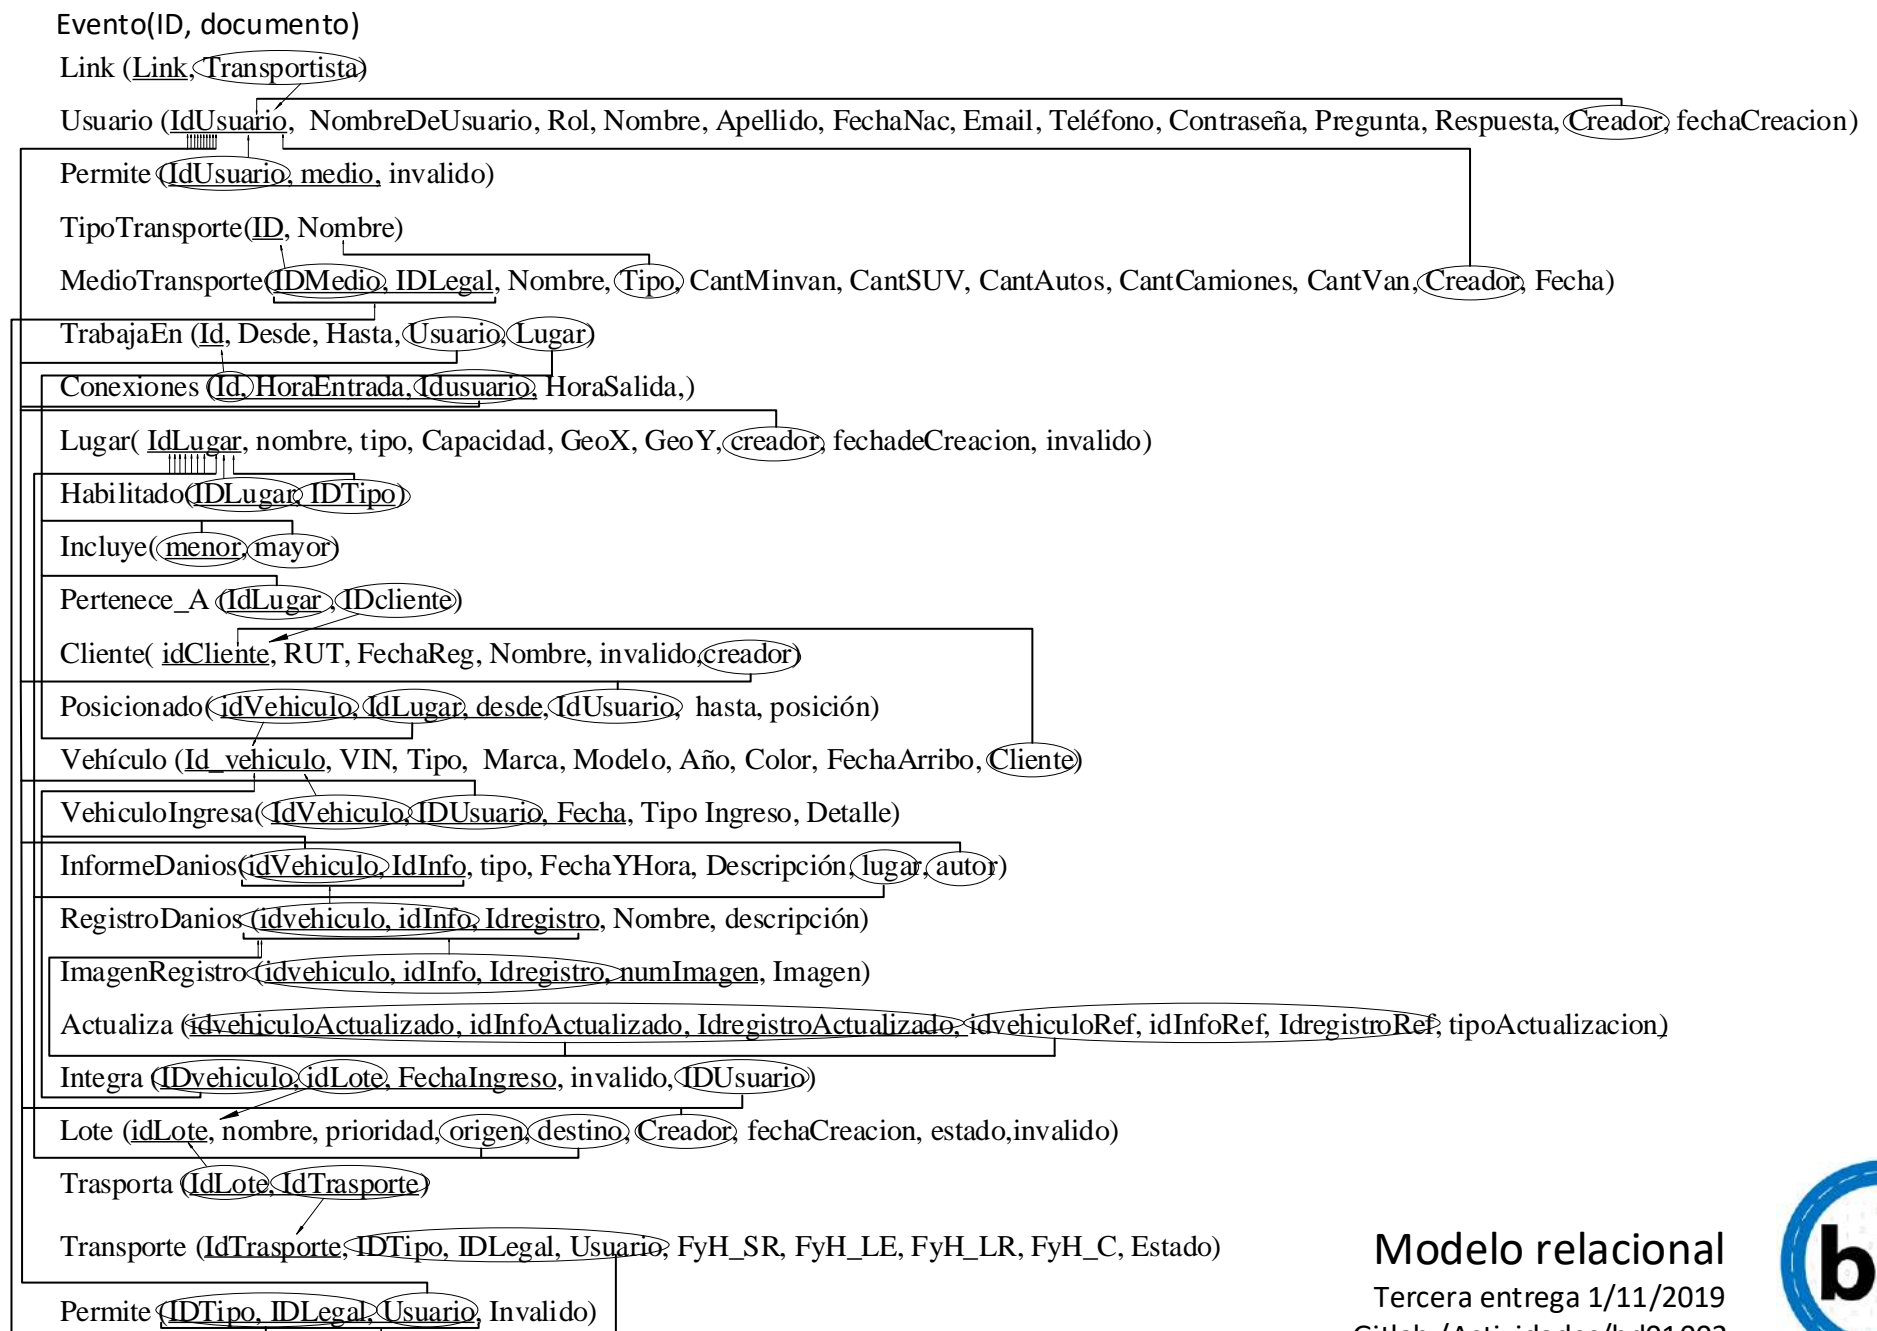 Evento(ID, documento)
Link (Link, Transportista)
Usuario (IdUsuario, NombreDeUsuario, Rol, Nombre, Apellido, FechaNac, Email, Teléfono, Contraseña, Pregunta, Respuesta, Creador, fechaCreacion)
Permite (IdUsuario, medio, invalido)
TipoTransporte(ID, Nombre)
MedioTransporte(IDMedio, IDLegal, Nombre, Tipo, CantMinvan, CantSUV, CantAutos, CantCamiones, CantVan, Creador, Fecha)
TrabajaEn (Id, Desde, Hasta, Usuario, Lugar)
Conexiones (Id, HoraEntrada, Idusuario, HoraSalida,)
Lugar( IdLugar, nombre, tipo, Capacidad, GeoX, GeoY, creador, fechadeCreacion, invalido)
Habilitado(IDLugar, IDTipo)
Incluye( menor, mayor)
Pertenece_A (IdLugar , IDcliente)
Cliente( idCliente, RUT, FechaReg, Nombre, invalido,creador)
Posicionado( idVehiculo, IdLugar, desde, IdUsuario, hasta, posición)
Vehículo (Id_vehiculo, VIN, Tipo, Marca, Modelo, Año, Color, FechaArribo, Cliente)
VehiculoIngresa( IdVehiculo, IDUsuario, Fecha, Tipo Ingreso, Detalle)
InformeDanios(idVehiculo, IdInfo, tipo, FechaYHora, Descripción, lugar, autor)
RegistroDanios (idvehiculo, idInfo, Idregistro, Nombre, descripción)
ImagenRegistro (idvehiculo, idInfo, Idregistro, numImagen, Imagen)
Actualiza (idvehiculoActualizado, idInfoActualizado, IdregistroActualizado, idvehiculoRef, idInfoRef, IdregistroRef, tipoActualizacion)
Integra (IDvehiculo, idLote, FechaIngreso, invalido, IDUsuario)
Lote (idLote, nombre, prioridad, origen, destino, Creador, fechaCreacion, estado,invalido)
Trasporta (IdLote, IdTrasporte)
Transporte (IdTrasporte, IDTipo, IDLegal, Usuario, FyH_SR, FyH_LE, FyH_LR, FyH_C, Estado)
Permite (IDTipo, IDLegal, Usuario, Invalido)
Modelo relacional
Tercera entrega 1/11/2019
b